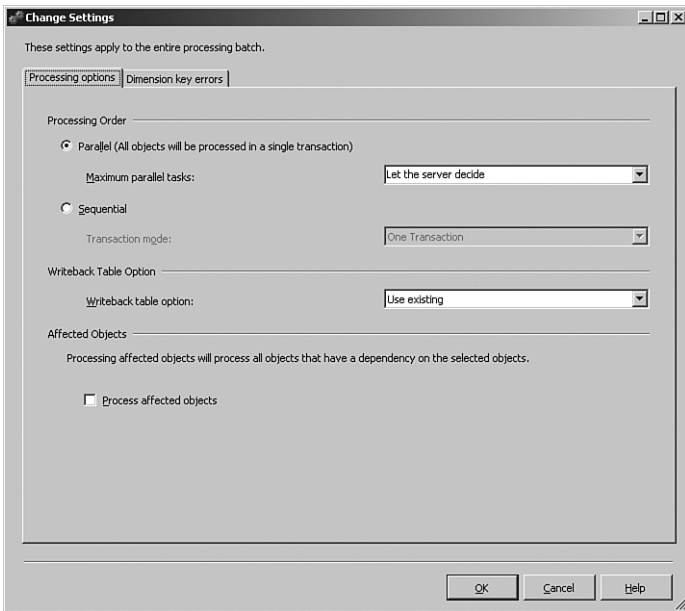 Change Settings
These settings apply to the entire processing batch.
Processing options Dimension key errors
Processing Order
Parallel (All objects will be processed in a single transaction)
Maximum parallel tasks: Let the server decide
Sequential
Transaction mode: One Transaction
Writeback Table Option
Writeback table option: Use existing
Affected Objects
Processing affected objects will process all objects that have a dependency on the selected objects.
Process affected objects
OK Cancel Help